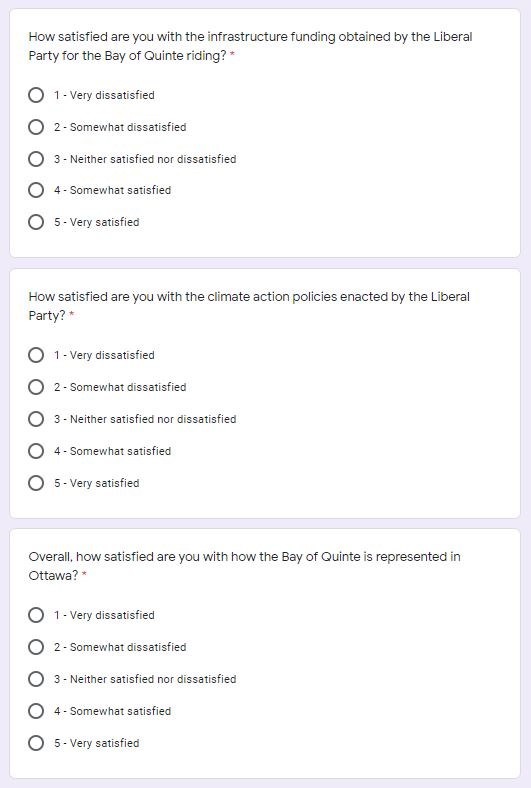 How satisfied are you with the infrastructure funding obtained by the Liberal
Party for the Bay of Quinte riding? *
1 - Very dissatisfied
2 - Somewhat dissatisfied
3 - Neither satisfied nor dissatisfied
4 - Somewhat satisfied
5 - Very satisfied
How satisfied are you with the climate action policies enacted by the Liberal
Party? *
1 - Very dissatisfied
2 - Somewhat dissatisfied
3 - Neither satisfied nor dissatisfied
4 - Somewhat satisfied
5 - Very satisfied
Overall, how satisfied are you with how the Bay of Quinte is represented in
Ottawa? *
1 - Very dissatisfied
2 - Somewhat dissatisfied
3 - Neither satisfied nor dissatisfied
4 - Somewhat satisfied
5 - Very satisfied